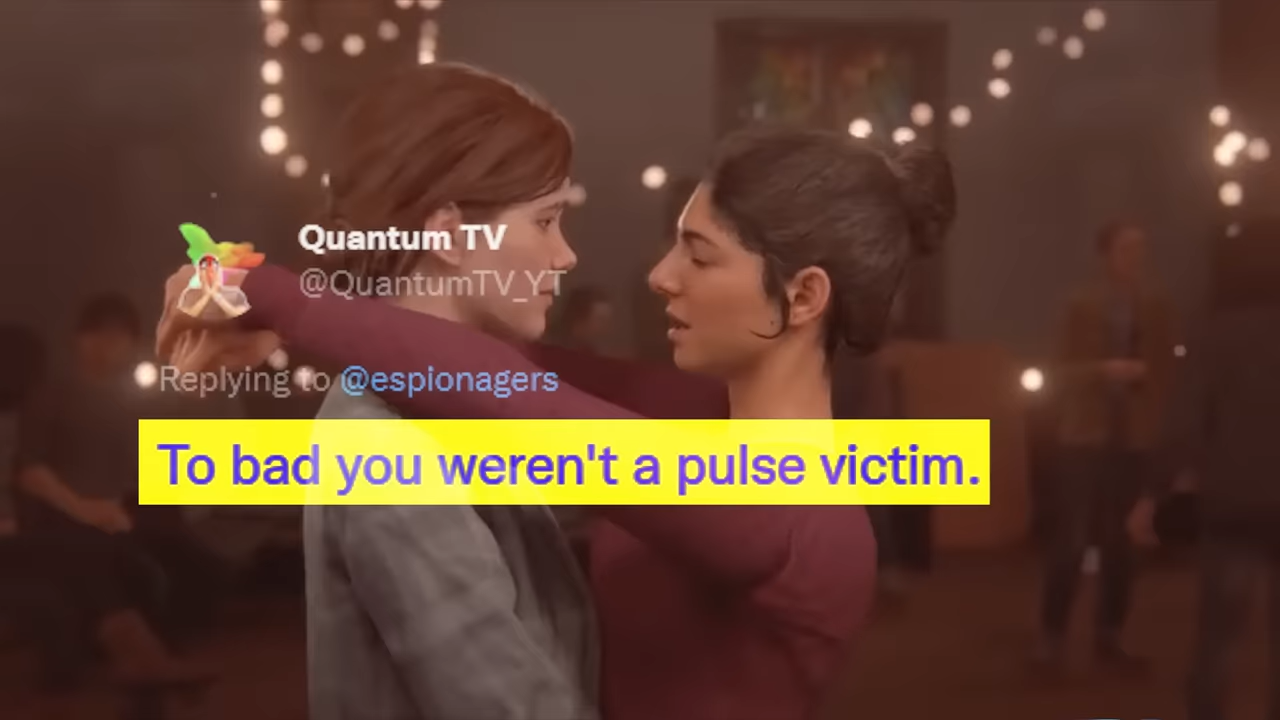 Quantum TV
@QuantumTV_YT
Replying to @espionagers
To bad you weren't a pulse victim.